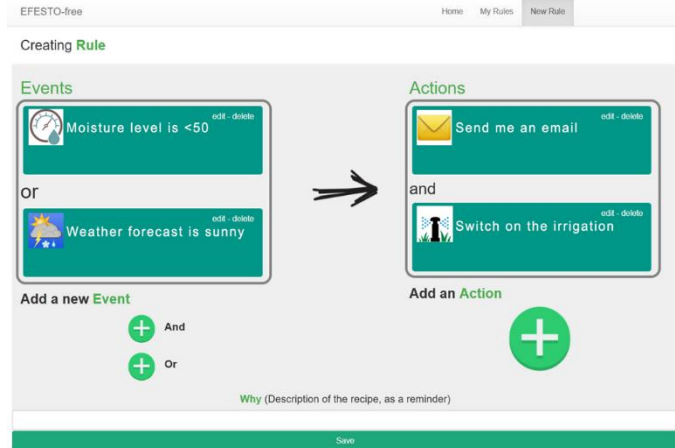 EFESTO-free Home My Rules New Rule
Creating Rule
Events
edit - delete
Moisture level is <50
or
edit - delete
Weather forecast is sunny
Add a new Event
And
Or
Actions
edit - delete
Send me an email
and
edit - delete
Switch on the irrigation
Add an Action
Why (Description of the recipe, as a reminder)
Save